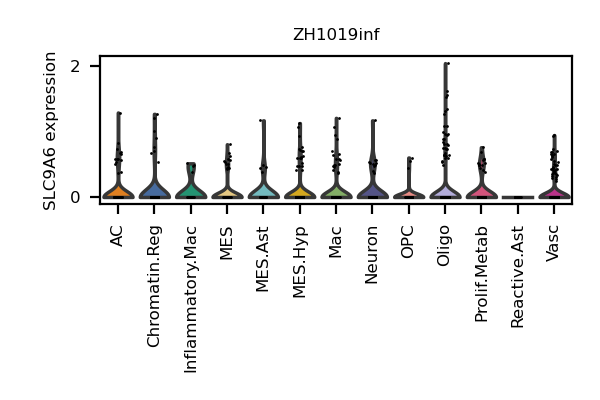 ZH1019inf
SLC9A6 expression
2
0
AC
Chromatin.Reg
Inflammatory.Mac
MES
MES.Ast
MES.Hyp
Mac
Neuron
OPC
Oligo
Prolif.Metab
Reactive.Ast
Vasc